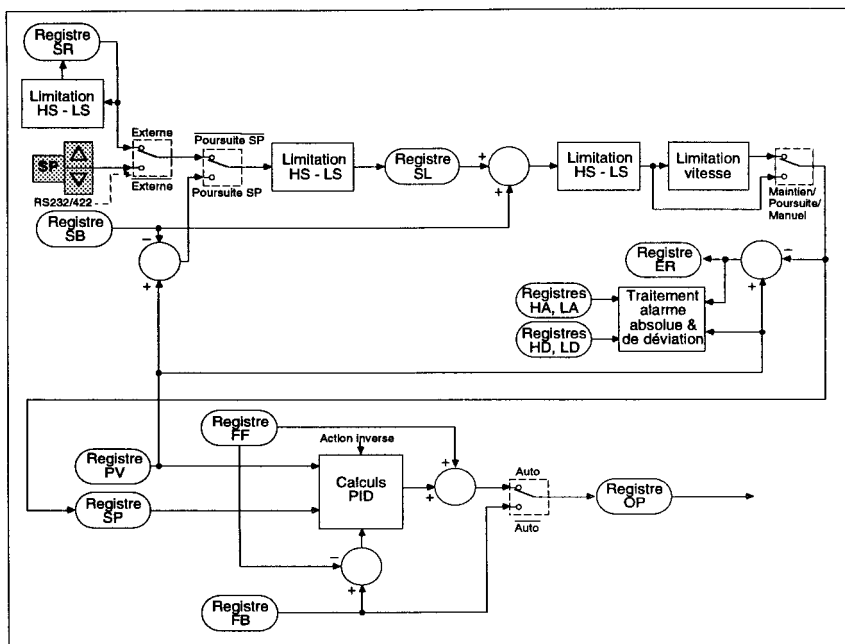 Registre
SR
Limitation
HS - LS
Externe
Poursuite SP
SP
Externe
RS232/422
Poursuite SP
Limitation
HS - LS
Registre
SL
+
+
Limitation
HS - LS
Limitation
vitesse
Maintien/
Poursuite/
Manuel
Registre
SB
−
+
Registre
ER
−
+
Registres
HA, LA
Registres
HD, LD
Traitement
alarme
absolue &
de déviation
Registre
FF
Action inverse
Registre
PV
Registre
SP
Calculs
PID
+
+
Auto
Auto
Registre
OP
−
+
Registre
FB